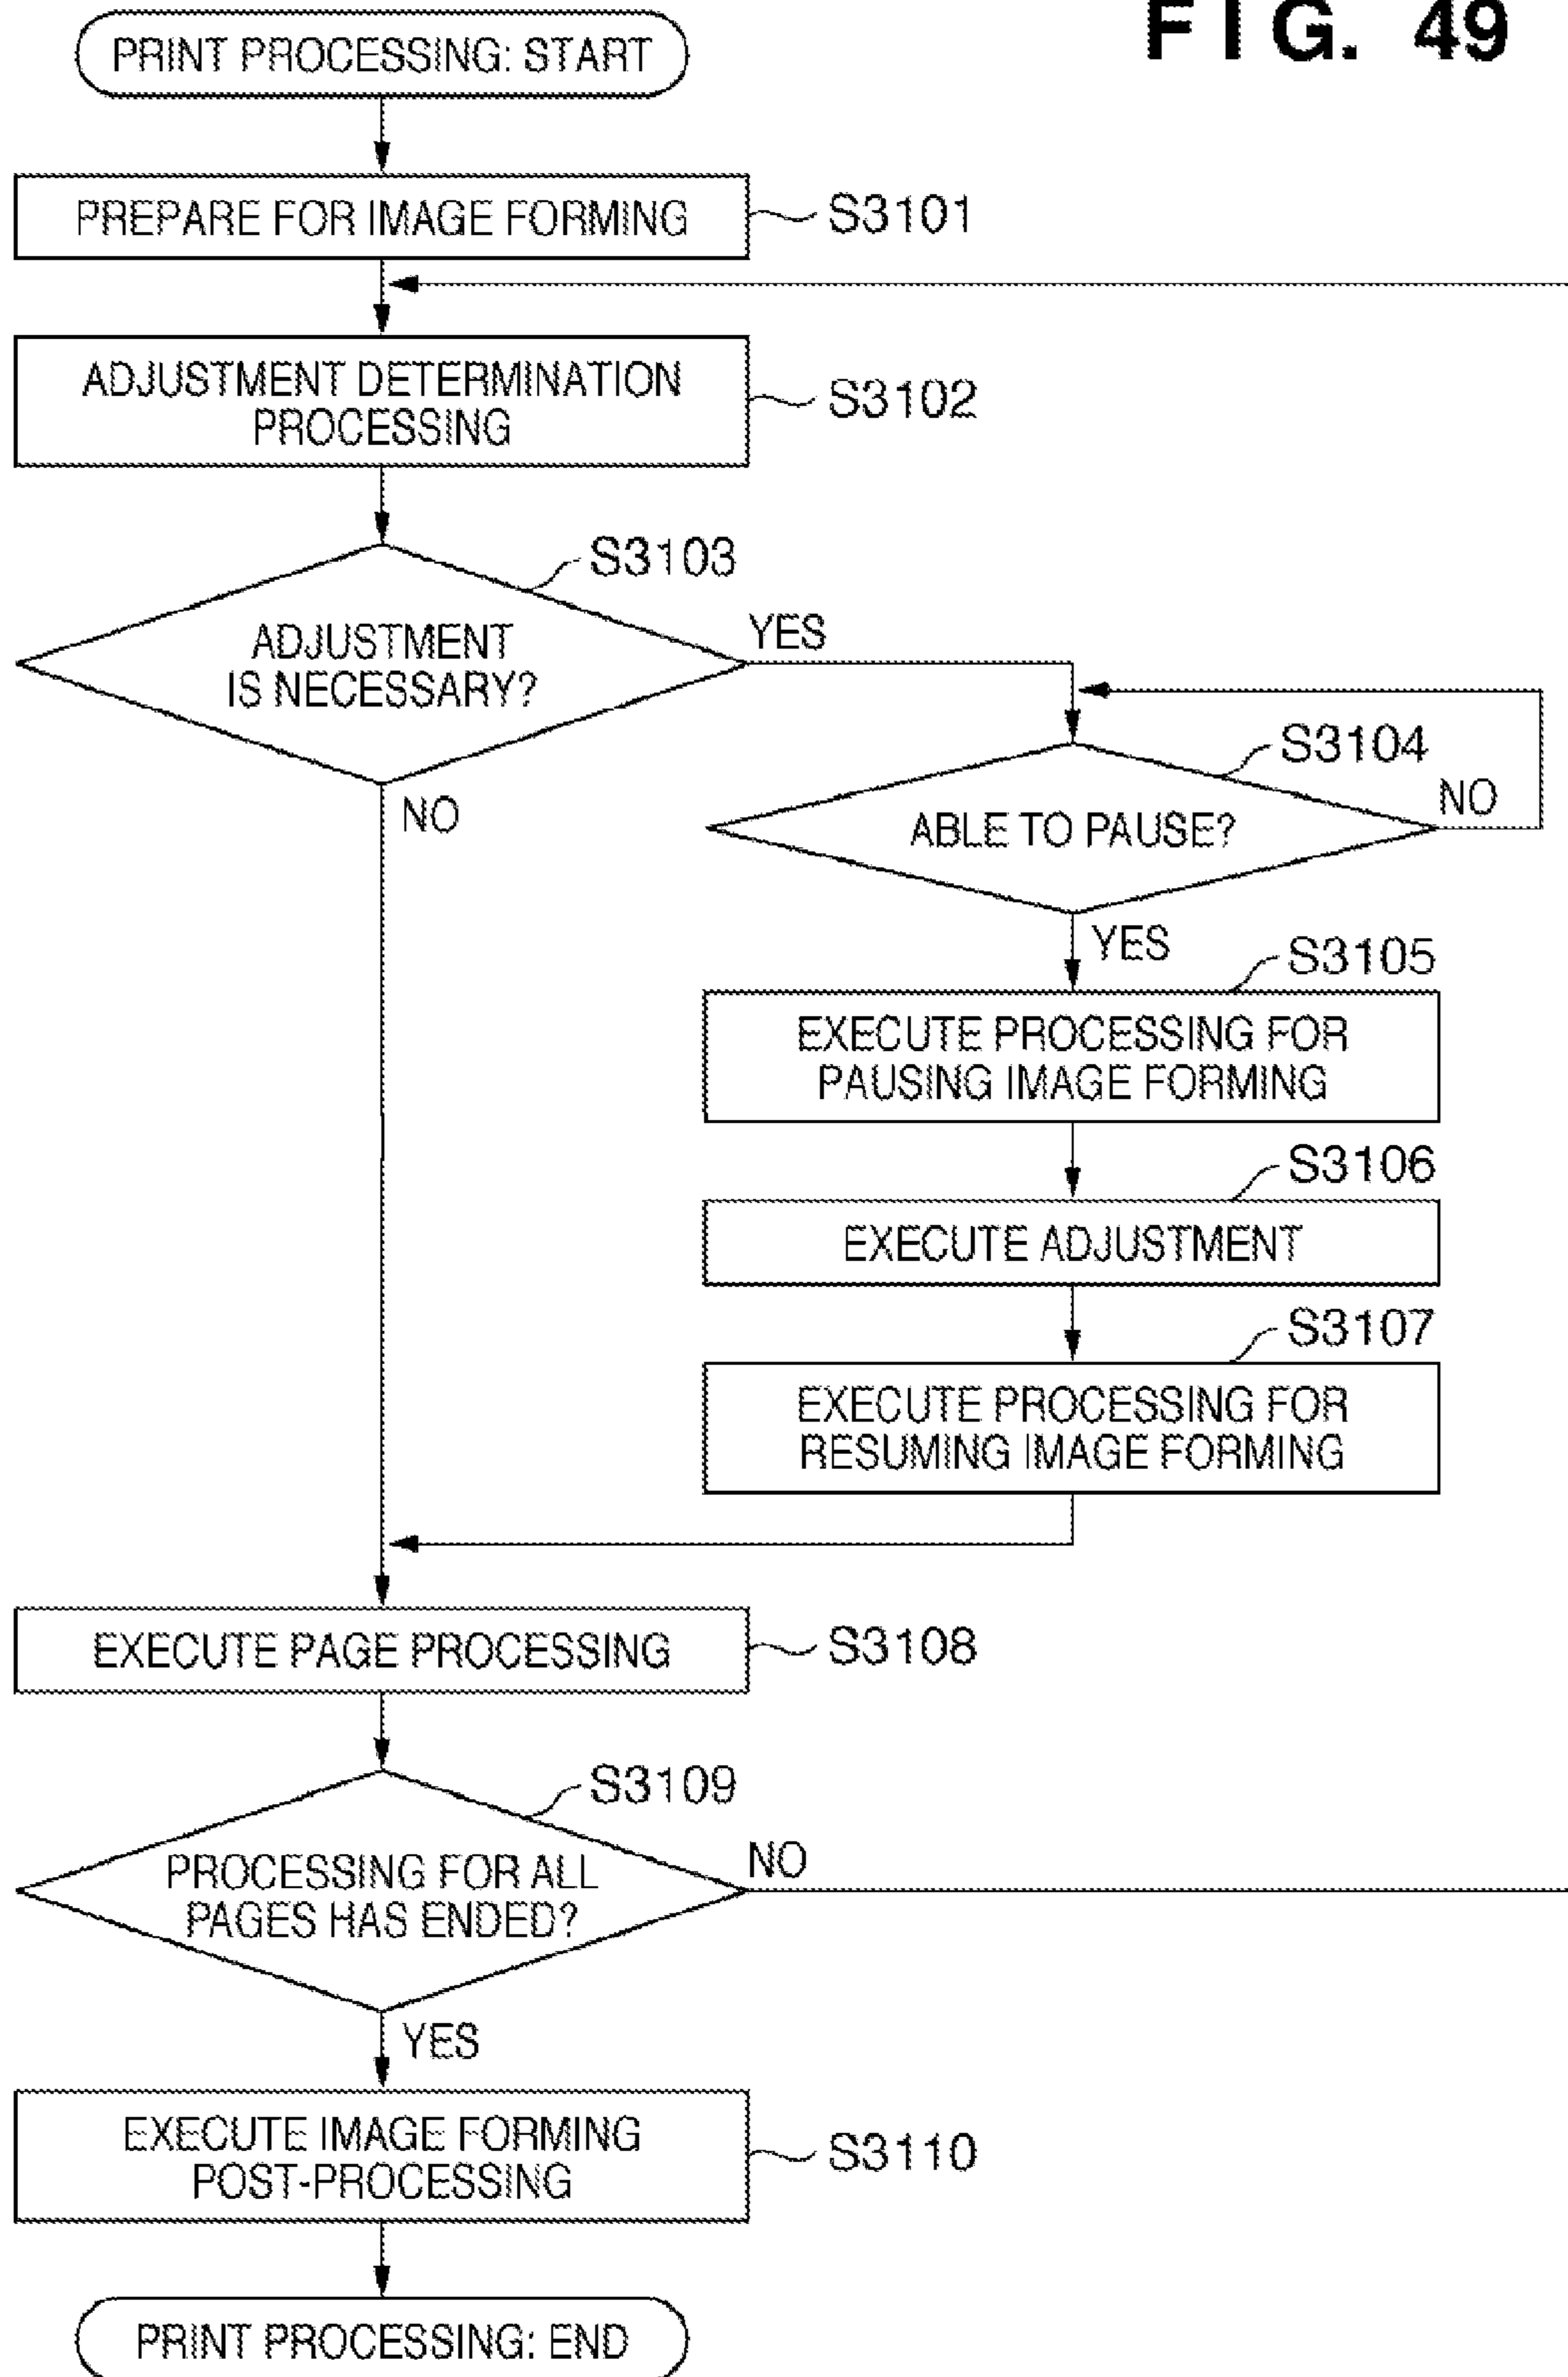 FIG. 49
PRINT PROCESSING: START
PREPARE FOR IMAGE FORMING
S3101
ADJUSTMENT DETERMINATION
PROCESSING
S3102
S3103
ADJUSTMENT
IS NECESSARY?
YES
NO
S3104
ABLE TO PAUSE?
NO
YES
S3105
EXECUTE PROCESSING FOR
PAUSING IMAGE FORMING
S3106
EXECUTE ADJUSTMENT
S3107
EXECUTE PROCESSING FOR
RESUMING IMAGE FORMING
EXECUTE PAGE PROCESSING
S3108
S3109
PROCESSING FOR ALL
PAGES HAS ENDED?
NO
YES
EXECUTE IMAGE FORMING
POST-PROCESSING
S3110
PRINT PROCESSING: END